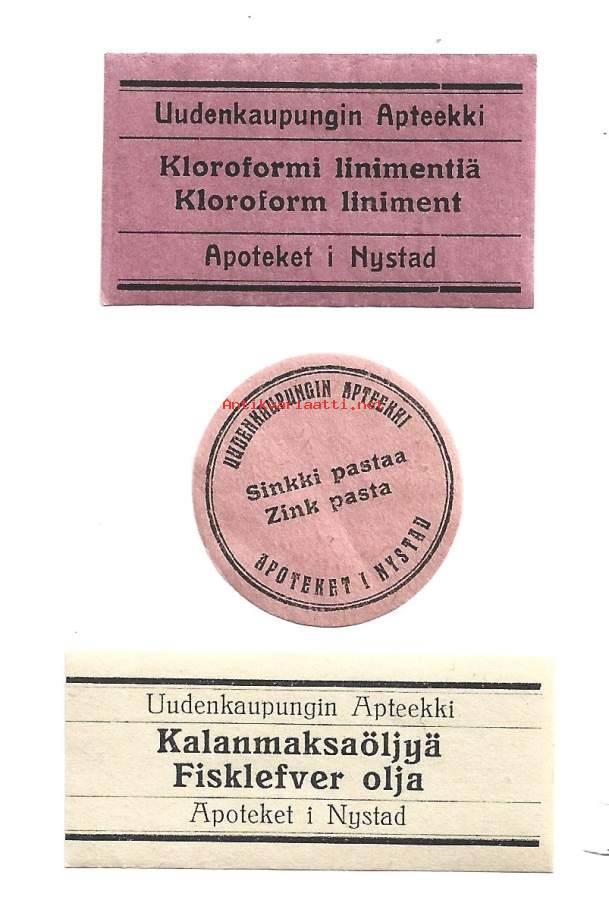 Uudenkaupungin Apteekki
Kloroformi linimentiä
Kloroform liniment
Apoteket i Nystad
UUDENKAUPUNGIN APTEEKKI
Antikvariaatti.net
Sinkki pastaa
Zink pasta
APOTEKET I NYSTAD
Uudenkaupungin Apteekki
Kalanmaksaöljyä
Fisklefver olja
Apoteket i Nystad